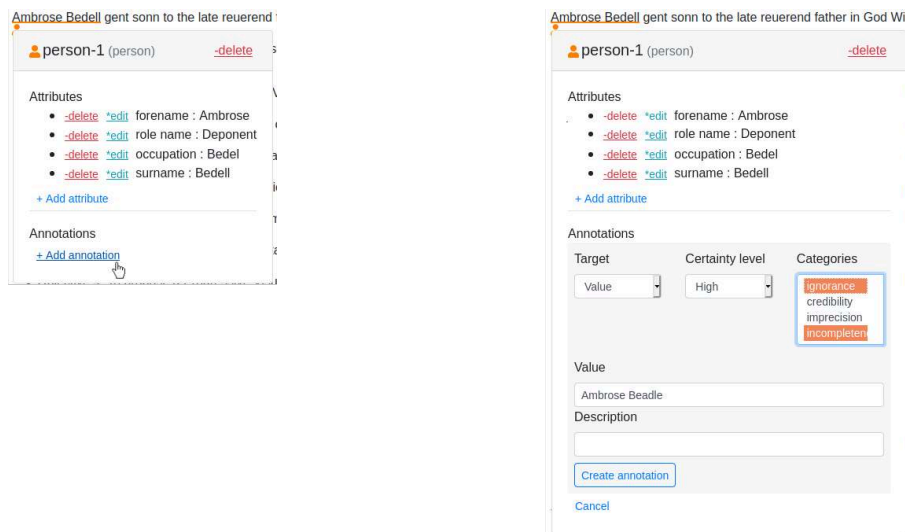 Ambrose Bedell gent sonn to the late reuerend
person-1 (person) -delete
Attributes
-delete *edit forename : Ambrose
-delete *edit role name : Deponent
-delete *edit occupation : Bedel
-delete *edit surname : Bedell
+ Add attribute
Annotations
+ Add annotation
Ambrose Bedell gent sonn to the late reuerend father in God Wi
person-1 (person) -delete
Attributes
-delete *edit forename : Ambrose
-delete *edit role name : Deponent
-delete *edit occupation : Bedel
-delete *edit surname : Bedell
+ Add attribute
Annotations
Target Certainty level Categories
Value High ignorance
credibility
imprecision
incompleten
Value
Ambrose Beadle
Description
Create annotation
Cancel